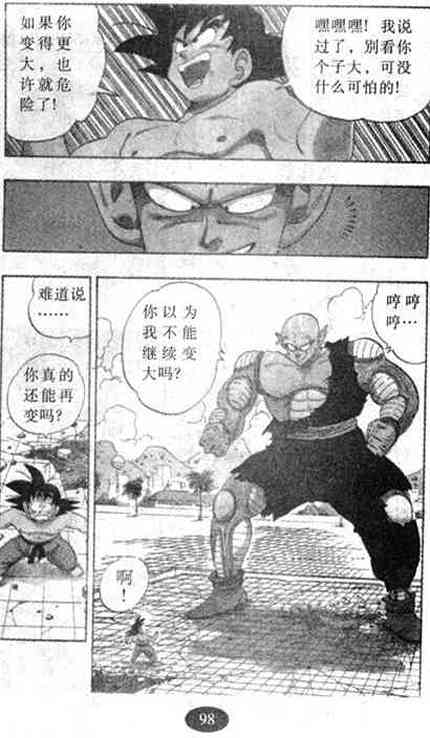 嘿嘿嘿！我说
过了，别看你
个子大，可没
什么可怕的！
如果你
变得更
大，也
许就危
险了！
哼哼
哼…
你以为
我不能
继续变
大吗？
啊
！
难道说
……
你真的
还能再
变吗？
98